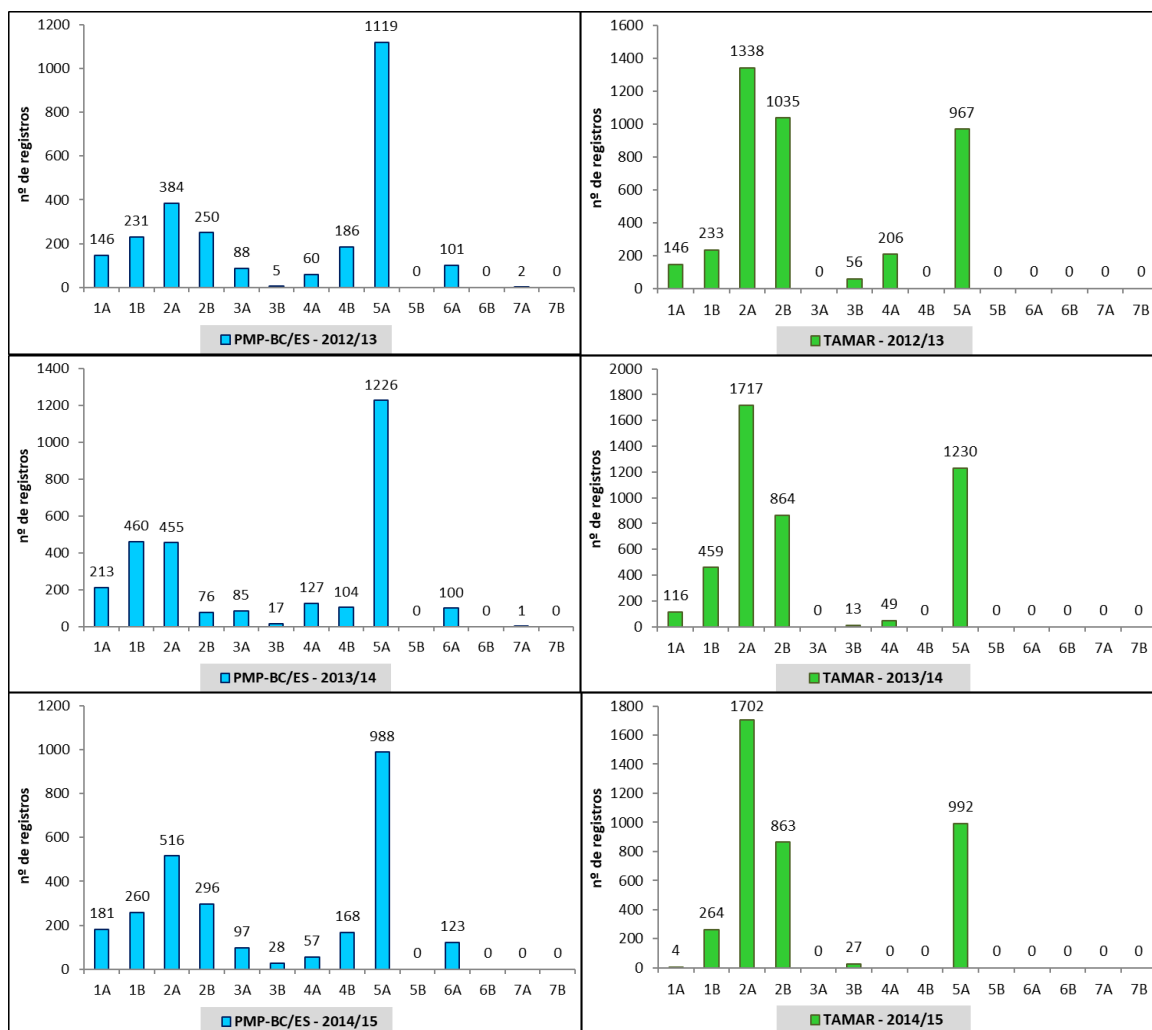 1200
1000
800
600
400
200
0
nº de registros
146 231 384 250 88 5 60 186 1119 0 101 0 2 0
1A 1B 2A 2B 3A 3B 4A 4B 5A 5B 6A 6B 7A 7B
PMP-BC/ES - 2012/13
1600
1400
1200
1000
800
600
400
200
0
nº de registros
146 233 1338 1035 0 56 206 0 967 0 0 0 0 0
1A 1B 2A 2B 3A 3B 4A 4B 5A 5B 6A 6B 7A 7B
TAMAR - 2012/13
1400
1200
1000
800
600
400
200
0
nº de registros
213 460 455 76 85 17 127 104 1226 0 100 0 1 0
1A 1B 2A 2B 3A 3B 4A 4B 5A 5B 6A 6B 7A 7B
PMP-BC/ES - 2013/14
2000
1800
1600
1400
1200
1000
800
600
400
200
0
nº de registros
116 459 1717 864 0 13 49 0 1230 0 0 0 0 0
1A 1B 2A 2B 3A 3B 4A 4B 5A 5B 6A 6B 7A 7B
TAMAR - 2013/14
1200
1000
800
600
400
200
0
nº de registros
181 260 516 296 97 28 57 168 988 0 123 0 0 0
1A 1B 2A 2B 3A 3B 4A 4B 5A 5B 6A 6B 7A 7B
PMP-BC/ES - 2014/15
1800
1600
1400
1200
1000
800
600
400
200
0
nº de registros
4 264 1702 863 0 27 0 0 992 0 0 0 0 0
1A 1B 2A 2B 3A 3B 4A 4B 5A 5B 6A 6B 7A 7B
TAMAR - 2014/15